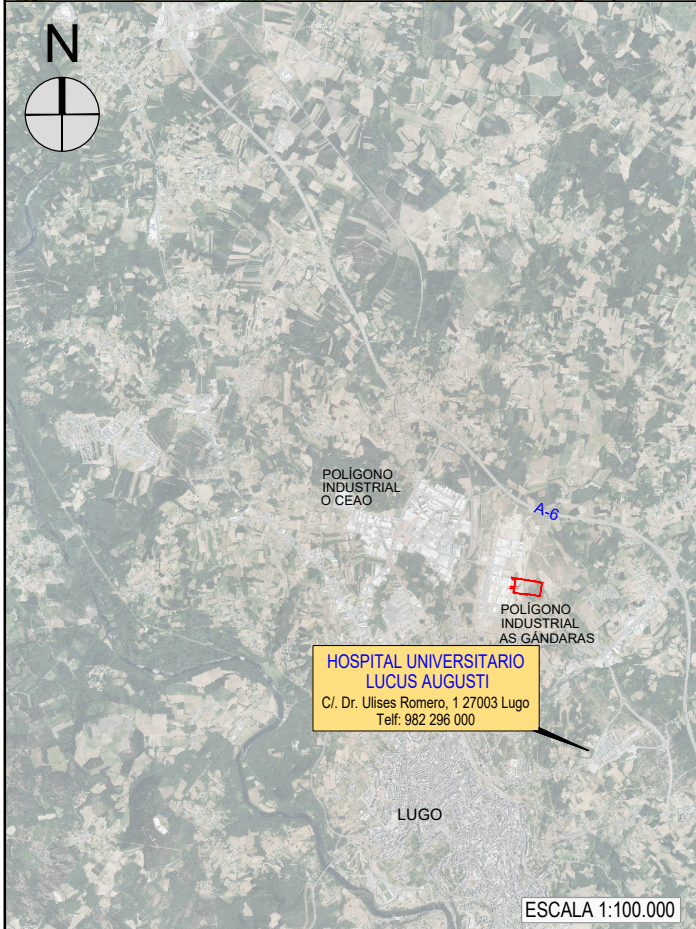 N
POLÍGONO
INDUSTRIAL
O CEAO
A-6
POLÍGONO
INDUSTRIAL
AS GÁNDARAS
HOSPITAL UNIVERSITARIO
LUCUS AUGUSTI
C/. Dr. Ulises Romero, 1 27003 Lugo
Telf: 982 296 000
LUGO
ESCALA 1:100.000